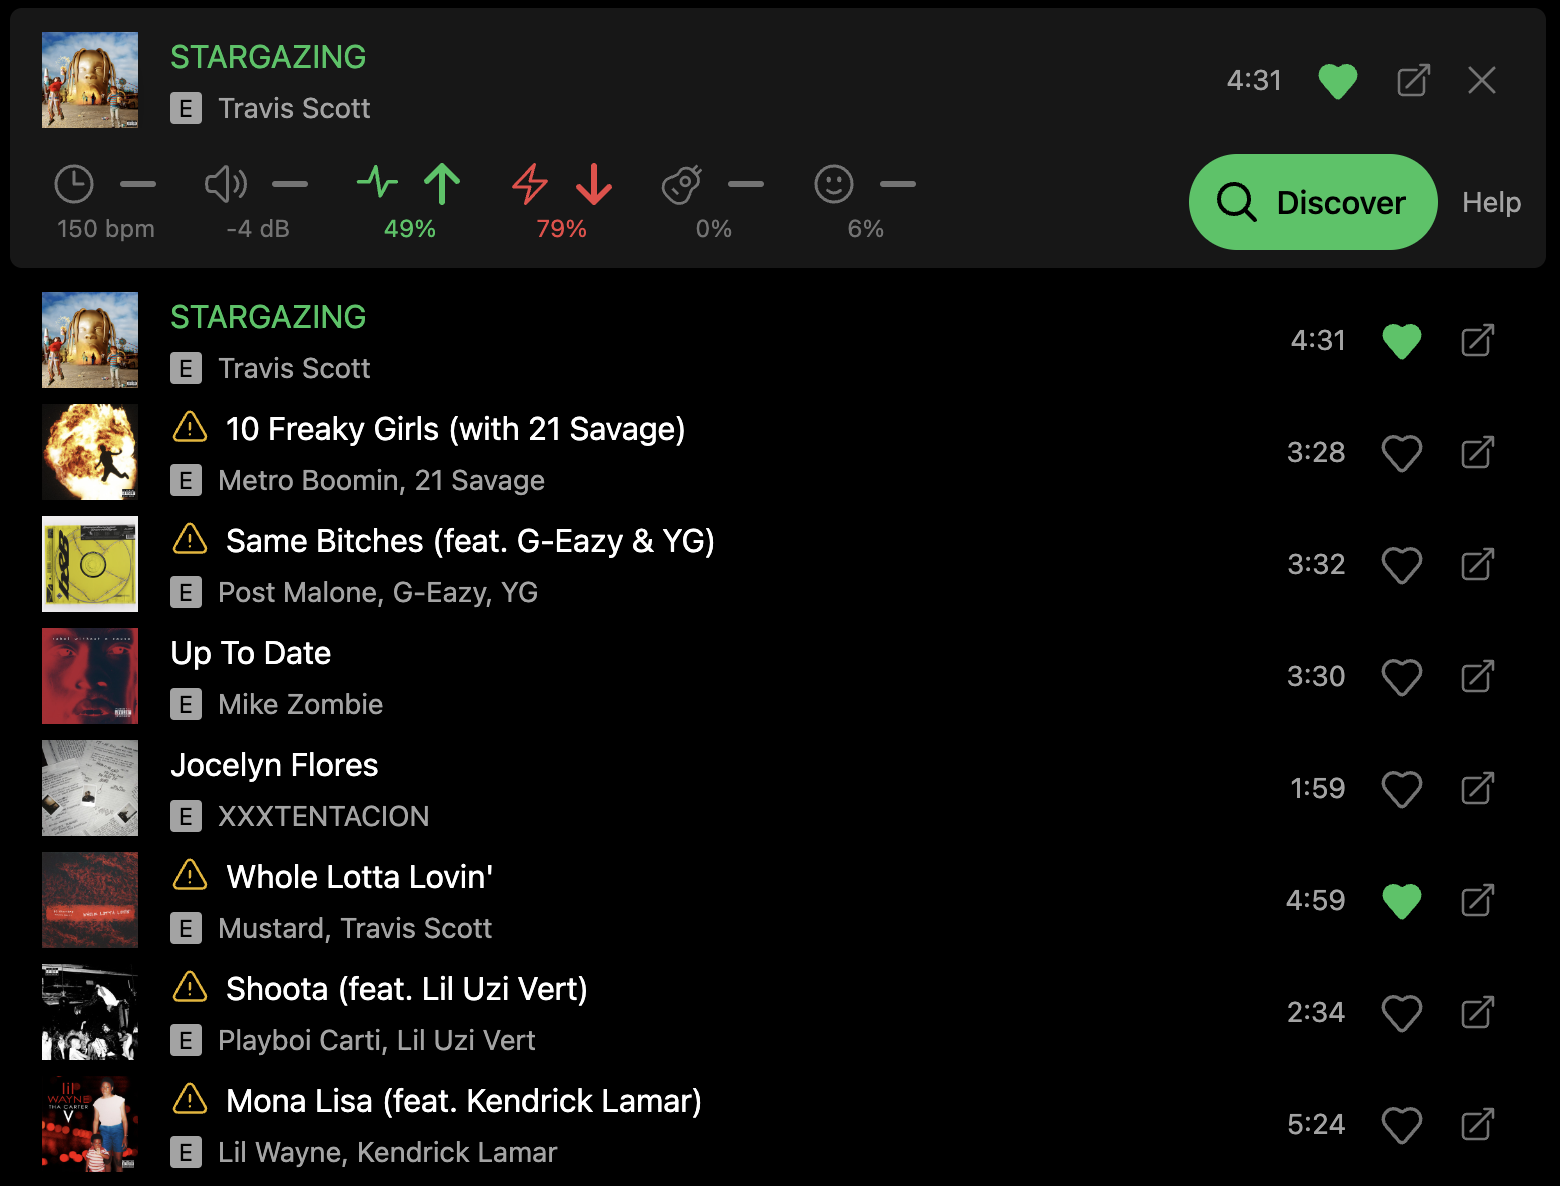 STARGAZING
E Travis Scott
4:31
150 bpm
-4 dB
49%
79%
0%
6%
Discover
Help
STARGAZING
E Travis Scott
4:31
10 Freaky Girls (with 21 Savage)
E Metro Boomin, 21 Savage
3:28
Same Bitches (feat. G-Eazy & YG)
E Post Malone, G-Eazy, YG
3:32
Up To Date
E Mike Zombie
3:30
Jocelyn Flores
E XXXTENTACION
1:59
Whole Lotta Lovin'
E Mustard, Travis Scott
4:59
Shoota (feat. Lil Uzi Vert)
E Playboi Carti, Lil Uzi Vert
2:34
lil
WAYNE
THA CARTER
V
Mona Lisa (feat. Kendrick Lamar)
E Lil Wayne, Kendrick Lamar
5:24